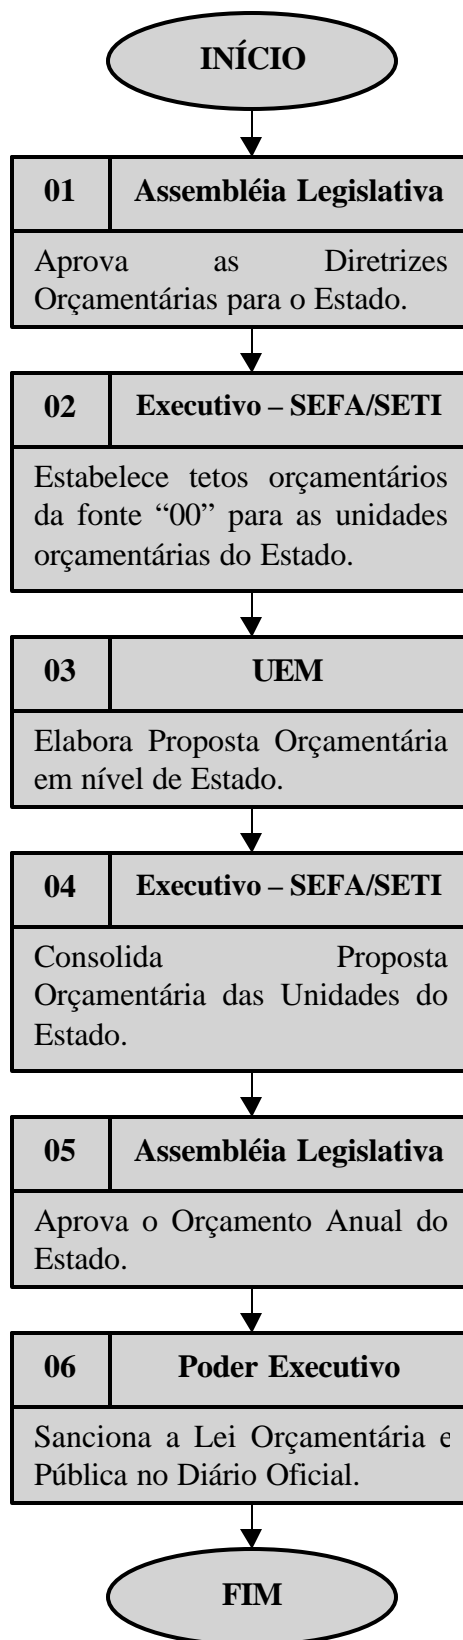 INÍCIO
01 Assembléia Legislativa
Aprova as Diretrizes
Orçamentárias para o Estado.
02 Executivo – SEFA/SETI
Estabelece tetos orçamentários
da fonte “00” para as unidades
orçamentárias do Estado.
03 UEM
Elabora Proposta Orçamentária
em nível de Estado.
04 Executivo – SEFA/SETI
Consolida Proposta
Orçamentária das Unidades do
Estado.
05 Assembléia Legislativa
Aprova o Orçamento Anual do
Estado.
06 Poder Executivo
Sanciona a Lei Orçamentária e
Pública no Diário Oficial.
FIM